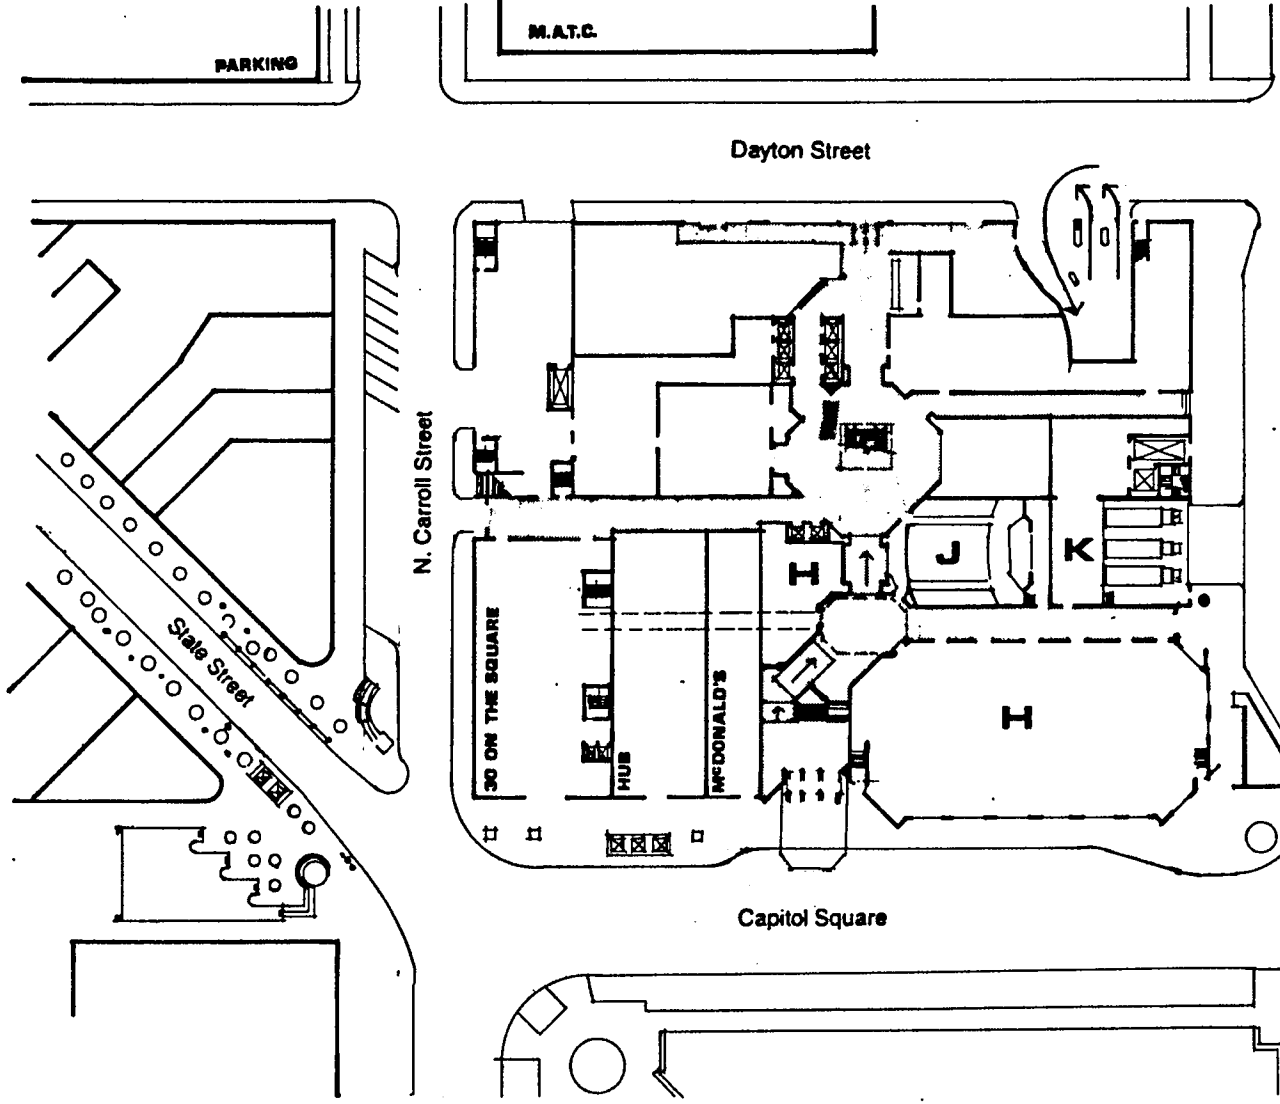 M.A.T.C.
PARKING
Dayton Street
N. Carroll Street
State Street
H
J
K
30 ON THE SQUARE
HUB
McDONALD'S
H
Capitol Square